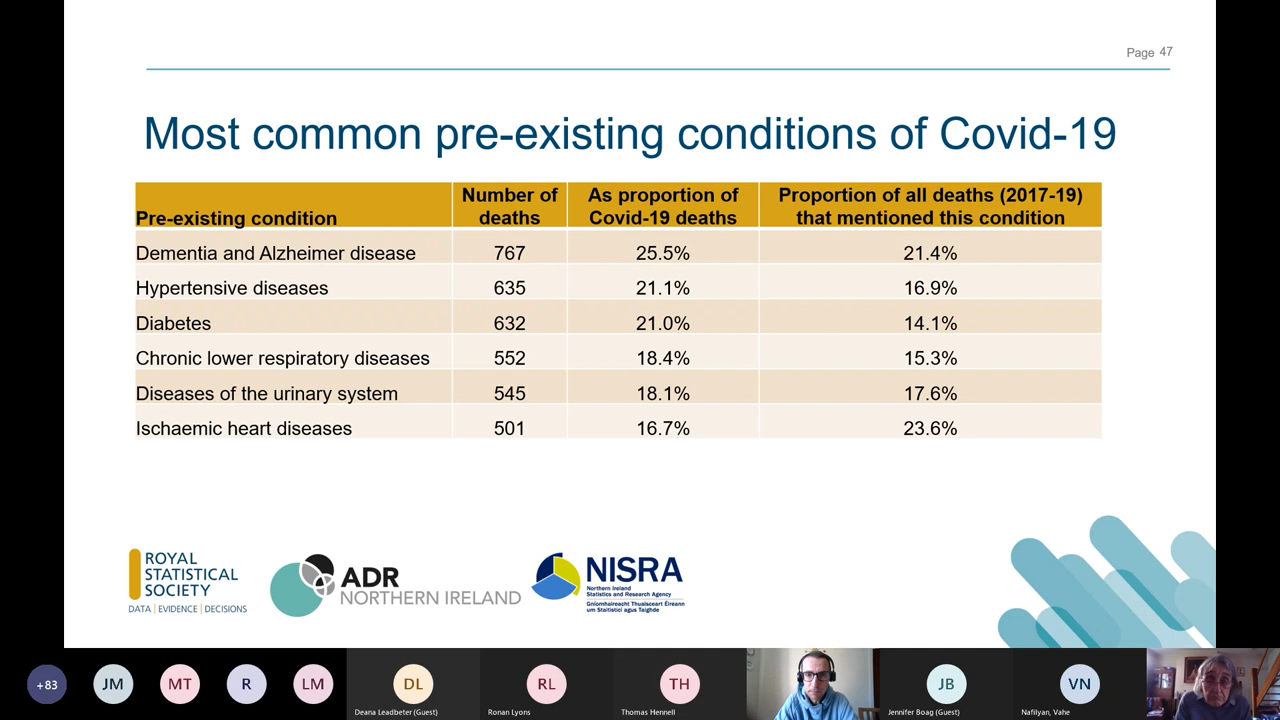 Page 47
Most common pre-existing conditions of Covid-19
Pre-existing condition Number of deaths As proportion of Covid-19 deaths Proportion of all deaths (2017-19) that mentioned this condition
Dementia and Alzheimer disease 767 25.5% 21.4%
Hypertensive diseases 635 21.1% 16.9%
Diabetes 632 21.0% 14.1%
Chronic lower respiratory diseases 552 18.4% 15.3%
Diseases of the urinary system 545 18.1% 17.6%
Ischaemic heart diseases 501 16.7% 23.6%
ROYAL
STATISTICAL
SOCIETY
DATA | EVIDENCE | DECISIONS
ADR
NORTHERN IRELAND
NISRA
Northern Ireland
Statistics and Research Agency
Gníomhaireacht Thuaisceart Éireann
um Staitisticí agus Taighde
+83 JM MT R LM DL RL TH JB VN
Deana Leadbeter (Guest) Ronan Lyons Thomas Hennell Jennifer Boag (Guest) Nafilyan, Vahe